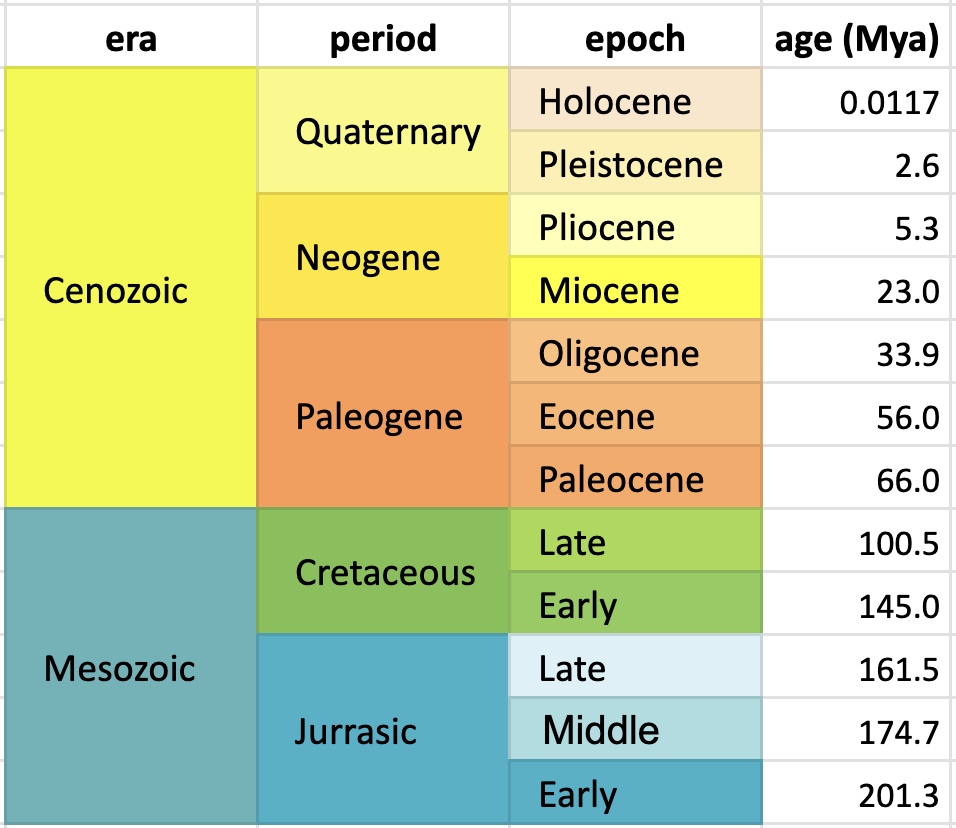 era period epoch age (Mya)
Holocene 0.0117
Quaternary
Pleistocene 2.6
Pliocene 5.3
Neogene
Cenozoic Miocene 23.0
Oligocene 33.9
Paleogene Eocene 56.0
Paleocene 66.0
Late 100.5
Cretaceous
Early 145.0
Mesozoic Late 161.5
Jurrasic Middle 174.7
Early 201.3